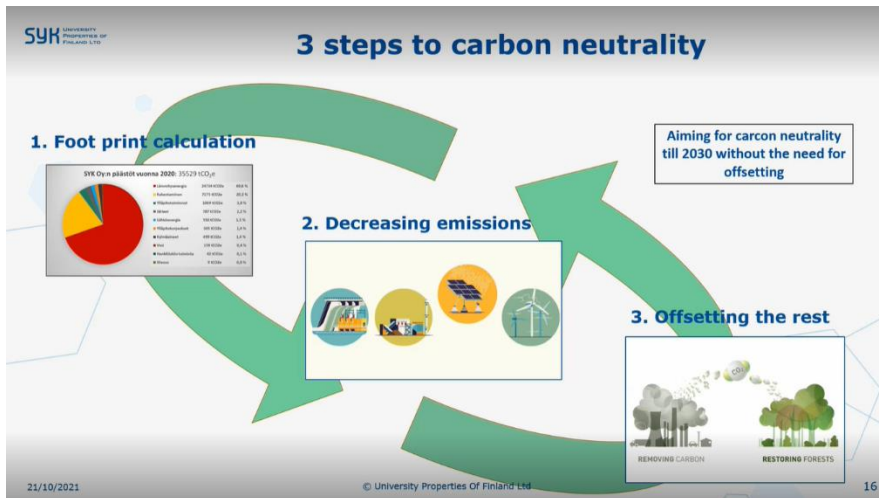 SYK UNIVERSITY
PROPERTIES OF
FINLAND LTD
3 steps to carbon neutrality
1. Foot print calculation
SYK Oy:n päästöt vuonna 2020: 35529 tCO₂e
Aiming for carcon neutrality
till 2030 without the need for
offsetting
2. Decreasing emissions
3. Offsetting the rest
CO₂
REMOVING CARBON
RESTORING FORESTS
21/10/2021
© University Properties Of Finland Ltd
16